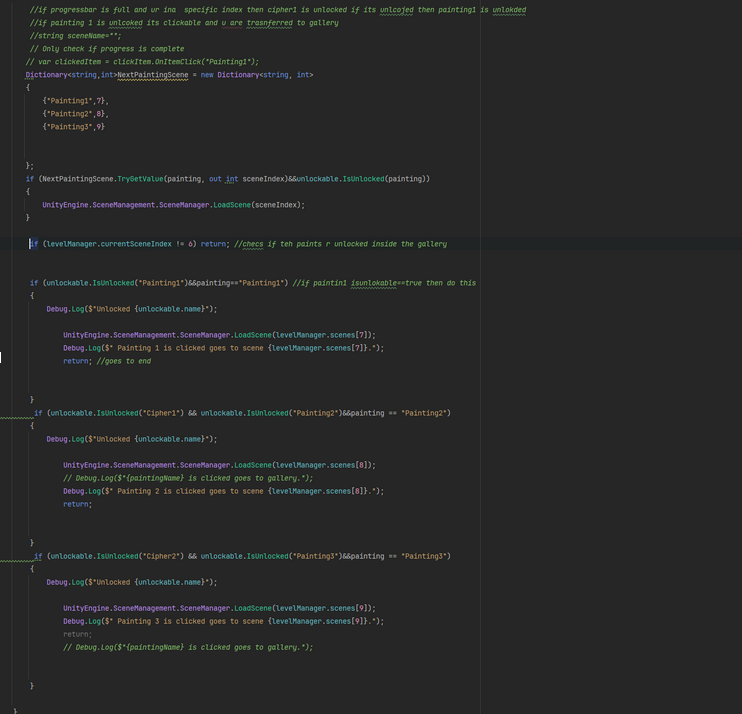 //if progressbar is full and ur ina  specific index then cipher1 is unlocked if its unlcojed then painting1 is unlokded
//if painting 1 is unlcoked its clickable and u are trasnferred to gallery
//string sceneName="";
// Only check if progress is complete
// var clickedItem = clickItem.OnItemClick("Painting1");
Dictionary<string,int>NextPaintingScene = new Dictionary<string, int>
{
{"Painting1",7},
{"Painting2",8},
{"Painting3",9}
};
if (NextPaintingScene.TryGetValue(painting, out int sceneIndex)&&unlockable.IsUnlocked(painting))
{
UnityEngine.SceneManagement.SceneManager.LoadScene(sceneIndex);
}
if (levelManager.currentSceneIndex != 6) return; //checs if teh paints r unlocked inside the gallery
if (unlockable.IsUnlocked("Painting1")&&painting=="Painting1") //if paintin1 isunlokable==true then do this
{
Debug.Log($"Unlocked {unlockable.name}");
UnityEngine.SceneManagement.SceneManager.LoadScene(levelManager.scenes[7]);
Debug.Log($" Painting 1 is clicked goes to scene {levelManager.scenes[7]}.");
return; //goes to end
}
if (unlockable.IsUnlocked("Cipher1") && unlockable.IsUnlocked("Painting2")&&painting == "Painting2")
{
Debug.Log($"Unlocked {unlockable.name}");
UnityEngine.SceneManagement.SceneManager.LoadScene(levelManager.scenes[8]);
// Debug.Log($"{paintingName} is clicked goes to gallery.");
Debug.Log($" Painting 2 is clicked goes to scene {levelManager.scenes[8]}.");
return;
}
if (unlockable.IsUnlocked("Cipher2") && unlockable.IsUnlocked("Painting3")&&painting == "Painting3")
{
Debug.Log($"Unlocked {unlockable.name}");
UnityEngine.SceneManagement.SceneManager.LoadScene(levelManager.scenes[9]);
Debug.Log($" Painting 3 is clicked goes to scene {levelManager.scenes[9]}.");
return;
// Debug.Log($"{paintingName} is clicked goes to gallery.");
}
}